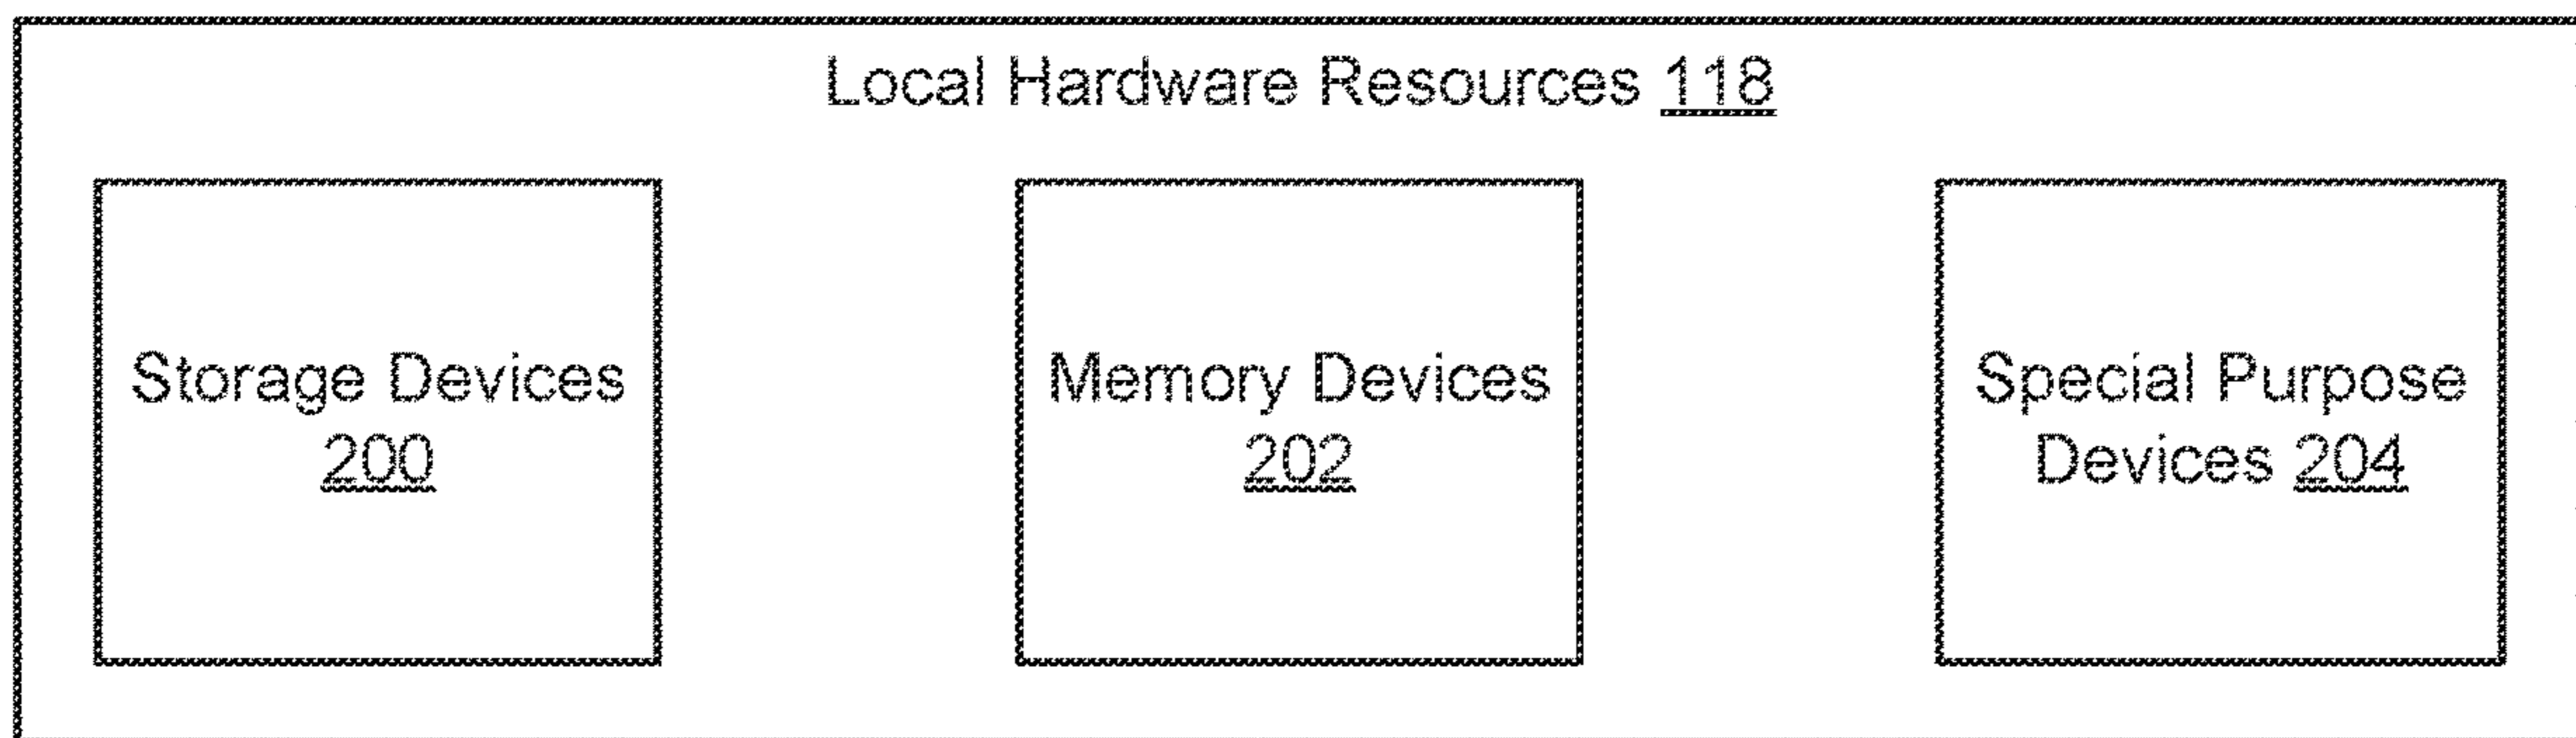 Local Hardware Resources 118
Storage Devices
200
Memory Devices
202
Special Purpose
Devices 204